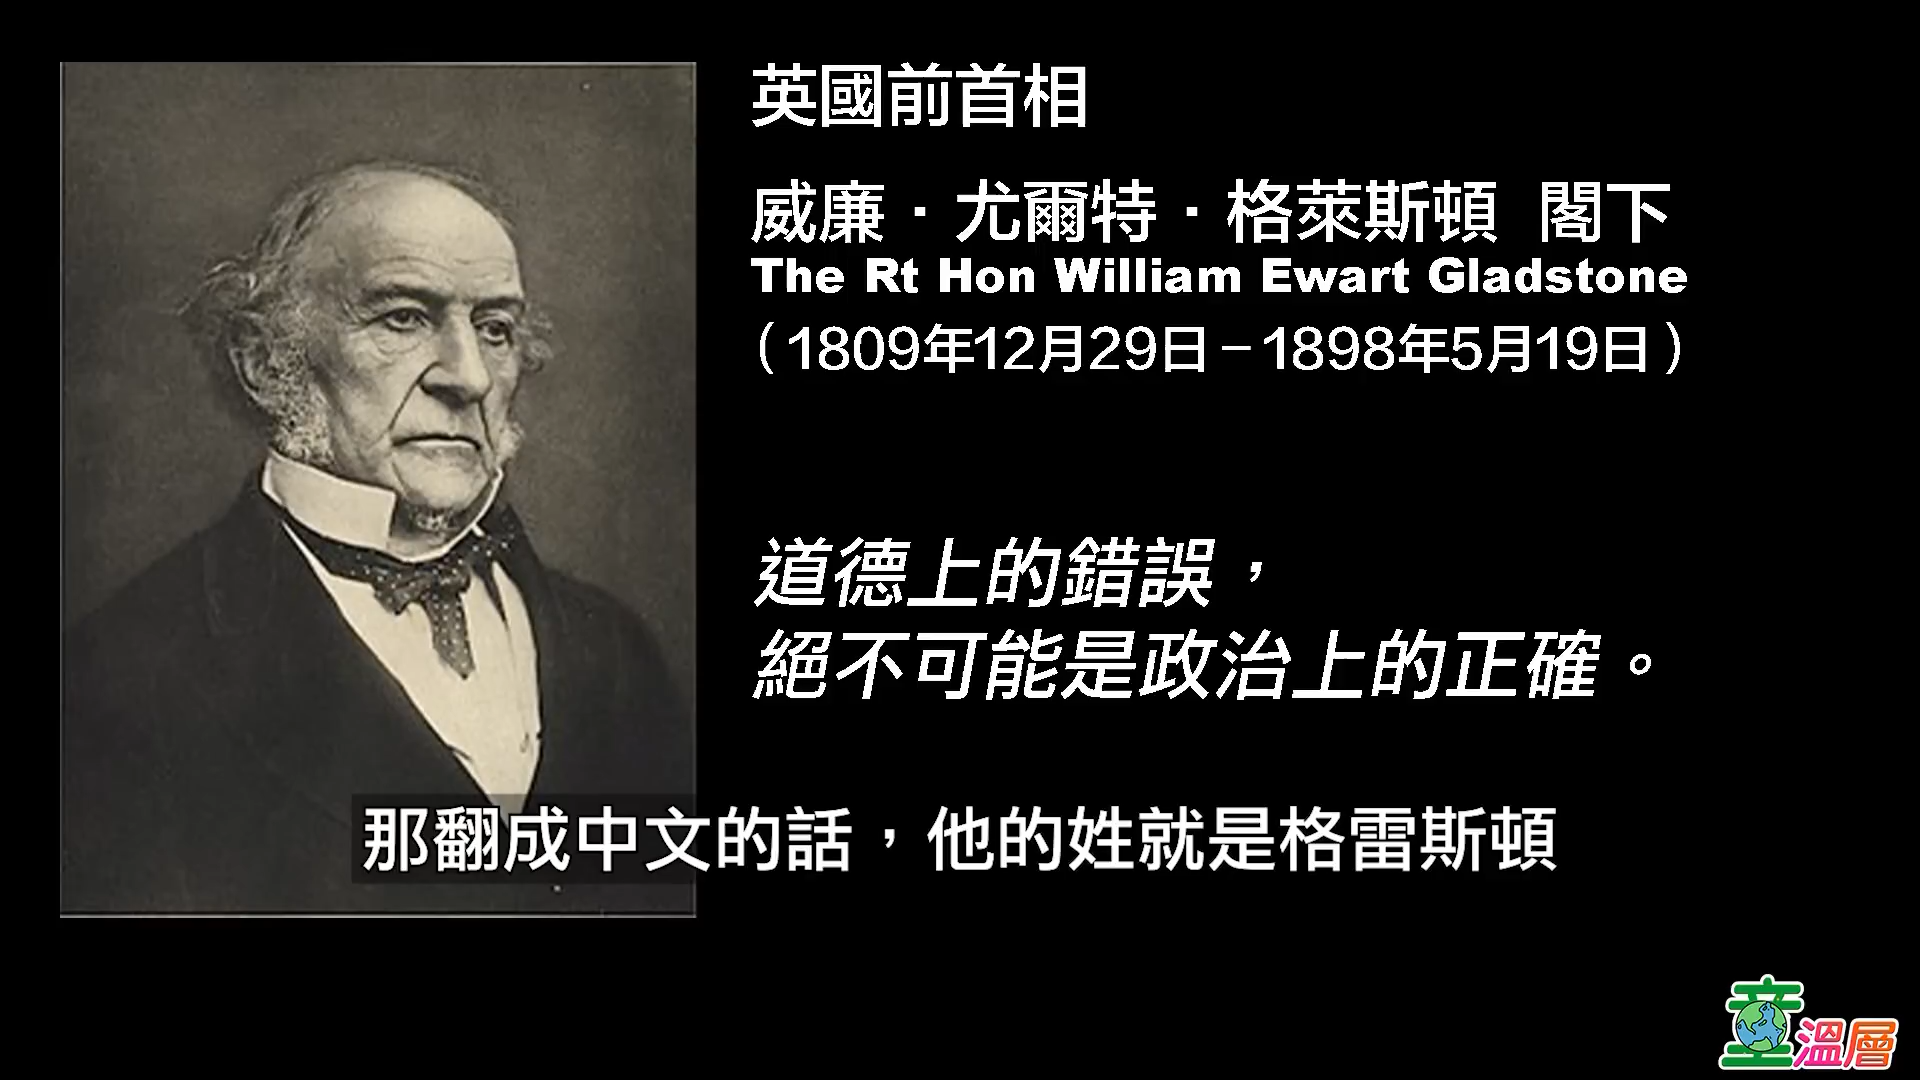 英國前首相
威廉．尤爾特．格萊斯頓 閣下
The Rt Hon William Ewart Gladstone
（1809年12月29日－1898年5月19日）
道德上的錯誤，
絕不可能是政治上的正確。
那翻成中文的話，他的姓就是格雷斯頓
童溫層